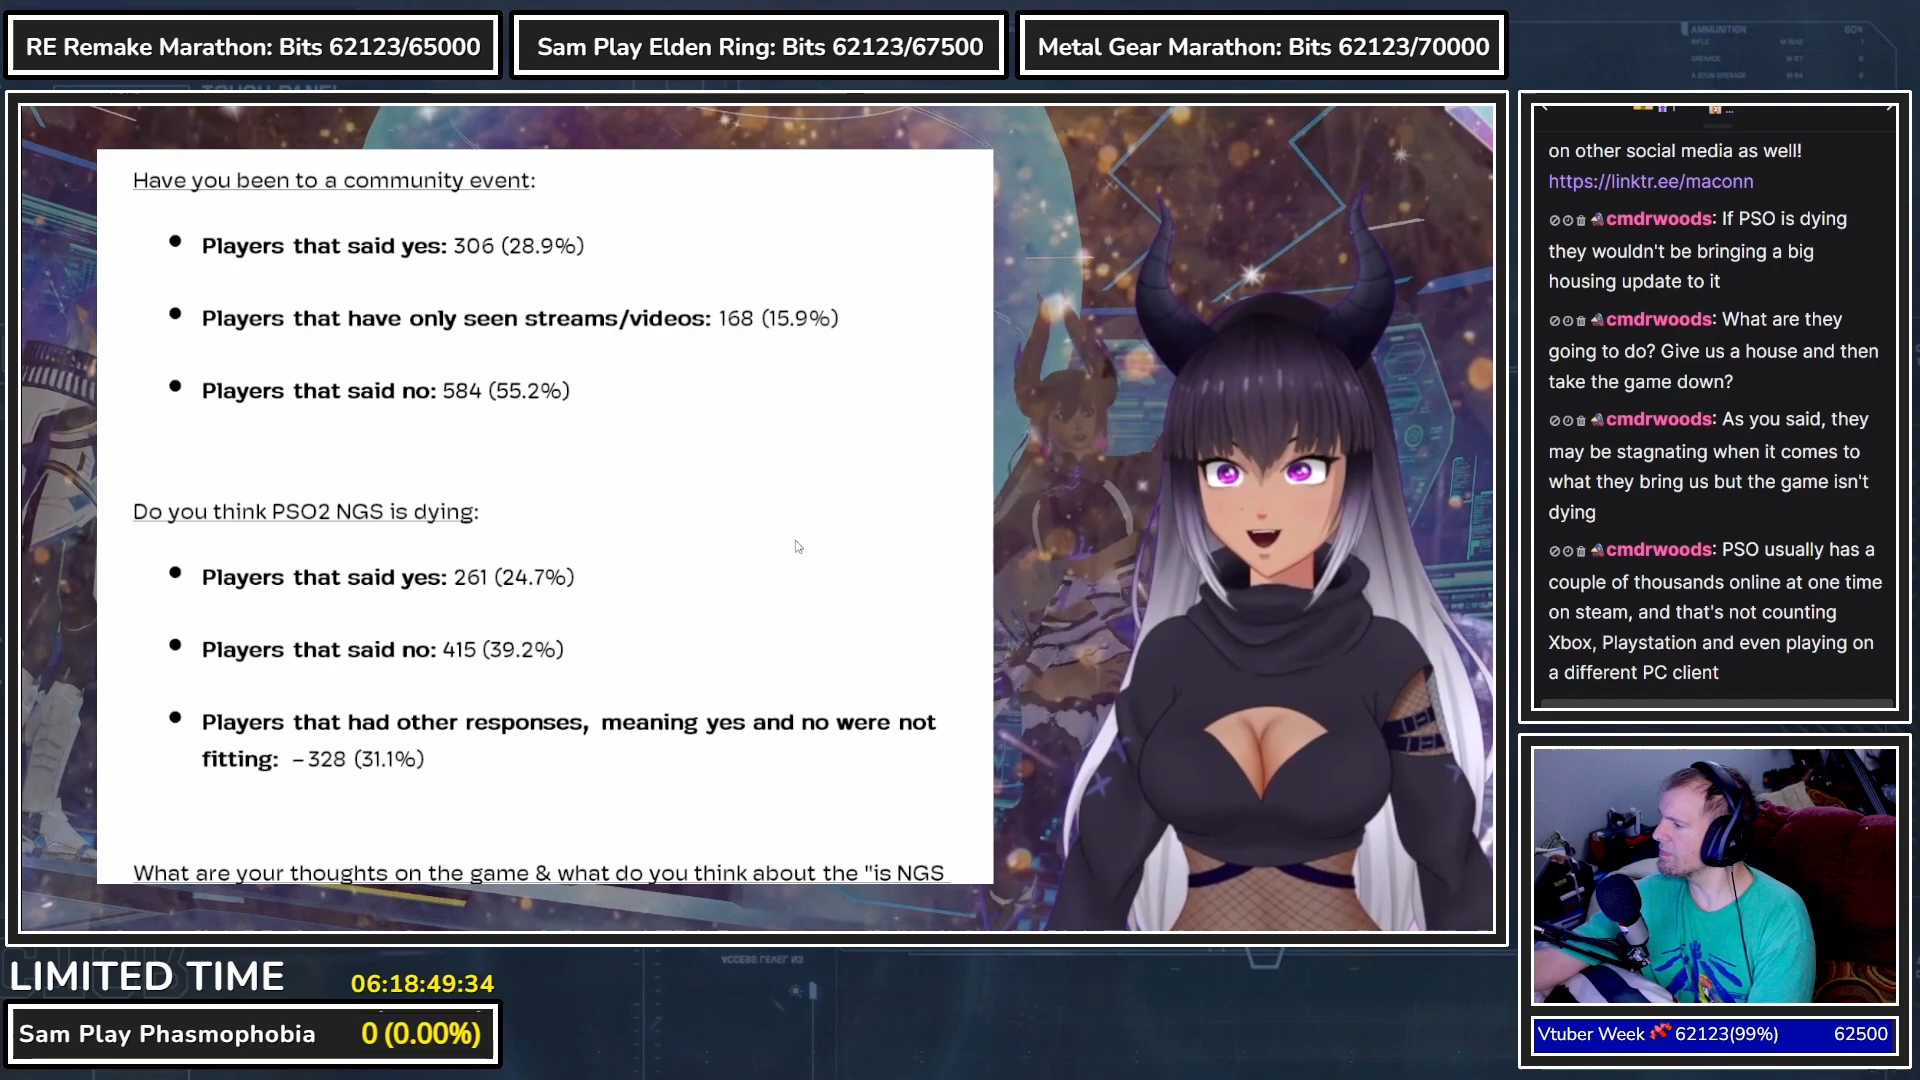 RE Remake Marathon: Bits 62123/65000
Sam Play Elden Ring: Bits 62123/67500
Metal Gear Marathon: Bits 62123/70000
AMMUNITION
60%
Have you been to a community event:
Players that said yes: 306 (28.9%)
Players that have only seen streams/videos: 168 (15.9%)
Players that said no: 584 (55.2%)
Do you think PSO2 NGS is dying:
Players that said yes: 261 (24.7%)
Players that said no: 415 (39.2%)
Players that had other responses, meaning yes and no were not
fitting: ~328 (31.1%)
What are your thoughts on the game & what do you think about the "is NGS
on other social media as well!
https://linktr.ee/maconn
cmdrwoods: If PSO is dying
they wouldn't be bringing a big
housing update to it
cmdrwoods: What are they
going to do? Give us a house and then
take the game down?
cmdrwoods: As you said, they
may be stagnating when it comes to
what they bring us but the game isn't
dying
cmdrwoods: PSO usually has a
couple of thousands online at one time
on steam, and that's not counting
Xbox, Playstation and even playing on
a different PC client
LIMITED TIME
06:18:49:34
Sam Play Phasmophobia 0 (0.00%)
Vtuber Week 62123(99%) 62500